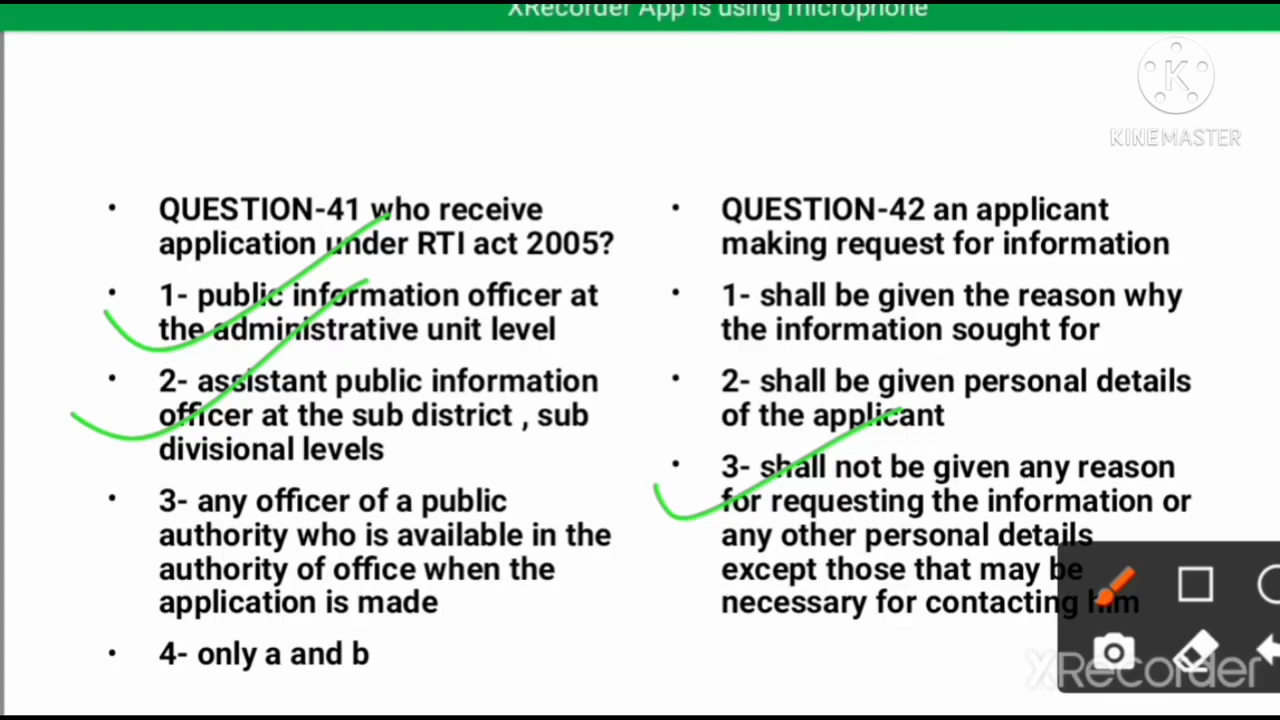 XRecorder App is using microphone
KINEMASTER
QUESTION-41 who receive
application under RTI act 2005?
1- public information officer at
the administrative unit level
2- assistant public information
officer at the sub district , sub
divisional levels
3- any officer of a public
authority who is available in the
authority of office when the
application is made
4- only a and b
QUESTION-42 an applicant
making request for information
1- shall be given the reason why
the information sought for
2- shall be given personal details
of the applicant
3- shall not be given any reason
for requesting the information or
any other personal details
except those that may be
necessary for contacting him
XRecorder